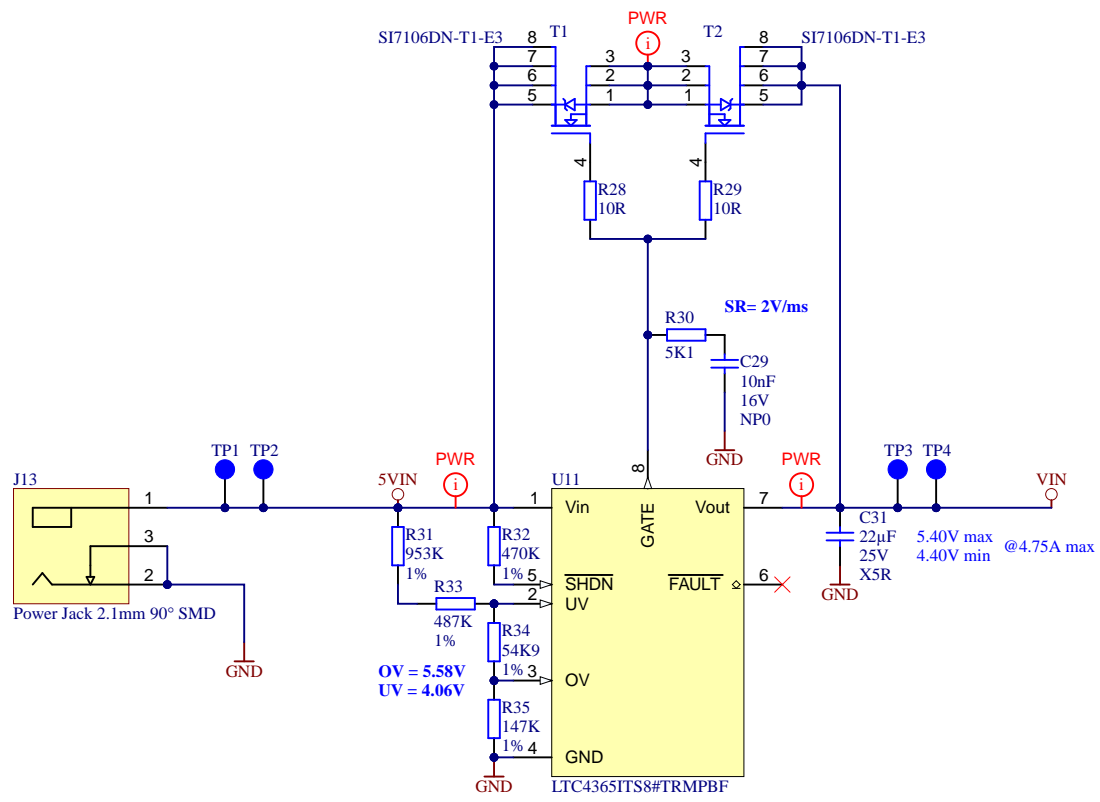 PWR
SI7106DN-T1-E3
T1
T2
SI7106DN-T1-E3
8
7
6
5
3
2
1
3
2
1
8
7
6
5
4
4
R28
10R
R29
10R
SR= 2V/ms
R30
5K1
C29
10nF
16V
NP0
GND
J13
TP1
TP2
5VIN
PWR
8
U11
PWR
TP3
TP4
VIN
1
3
2
1
Vin
GATE
Vout
7
R31
953K
1%
R32
470K
1%
5
SHDN
FAULT
6
C31
22µF
25V
X5R
GND
5.40V max
4.40V min
@4.75A max
2
UV
R33
487K
1%
R34
54K9
1%
Power Jack 2.1mm 90° SMD
GND
OV = 5.58V
UV = 4.06V
3
OV
R35
147K
1%
4
GND
GND
LTC4365ITS8#TRMPBF